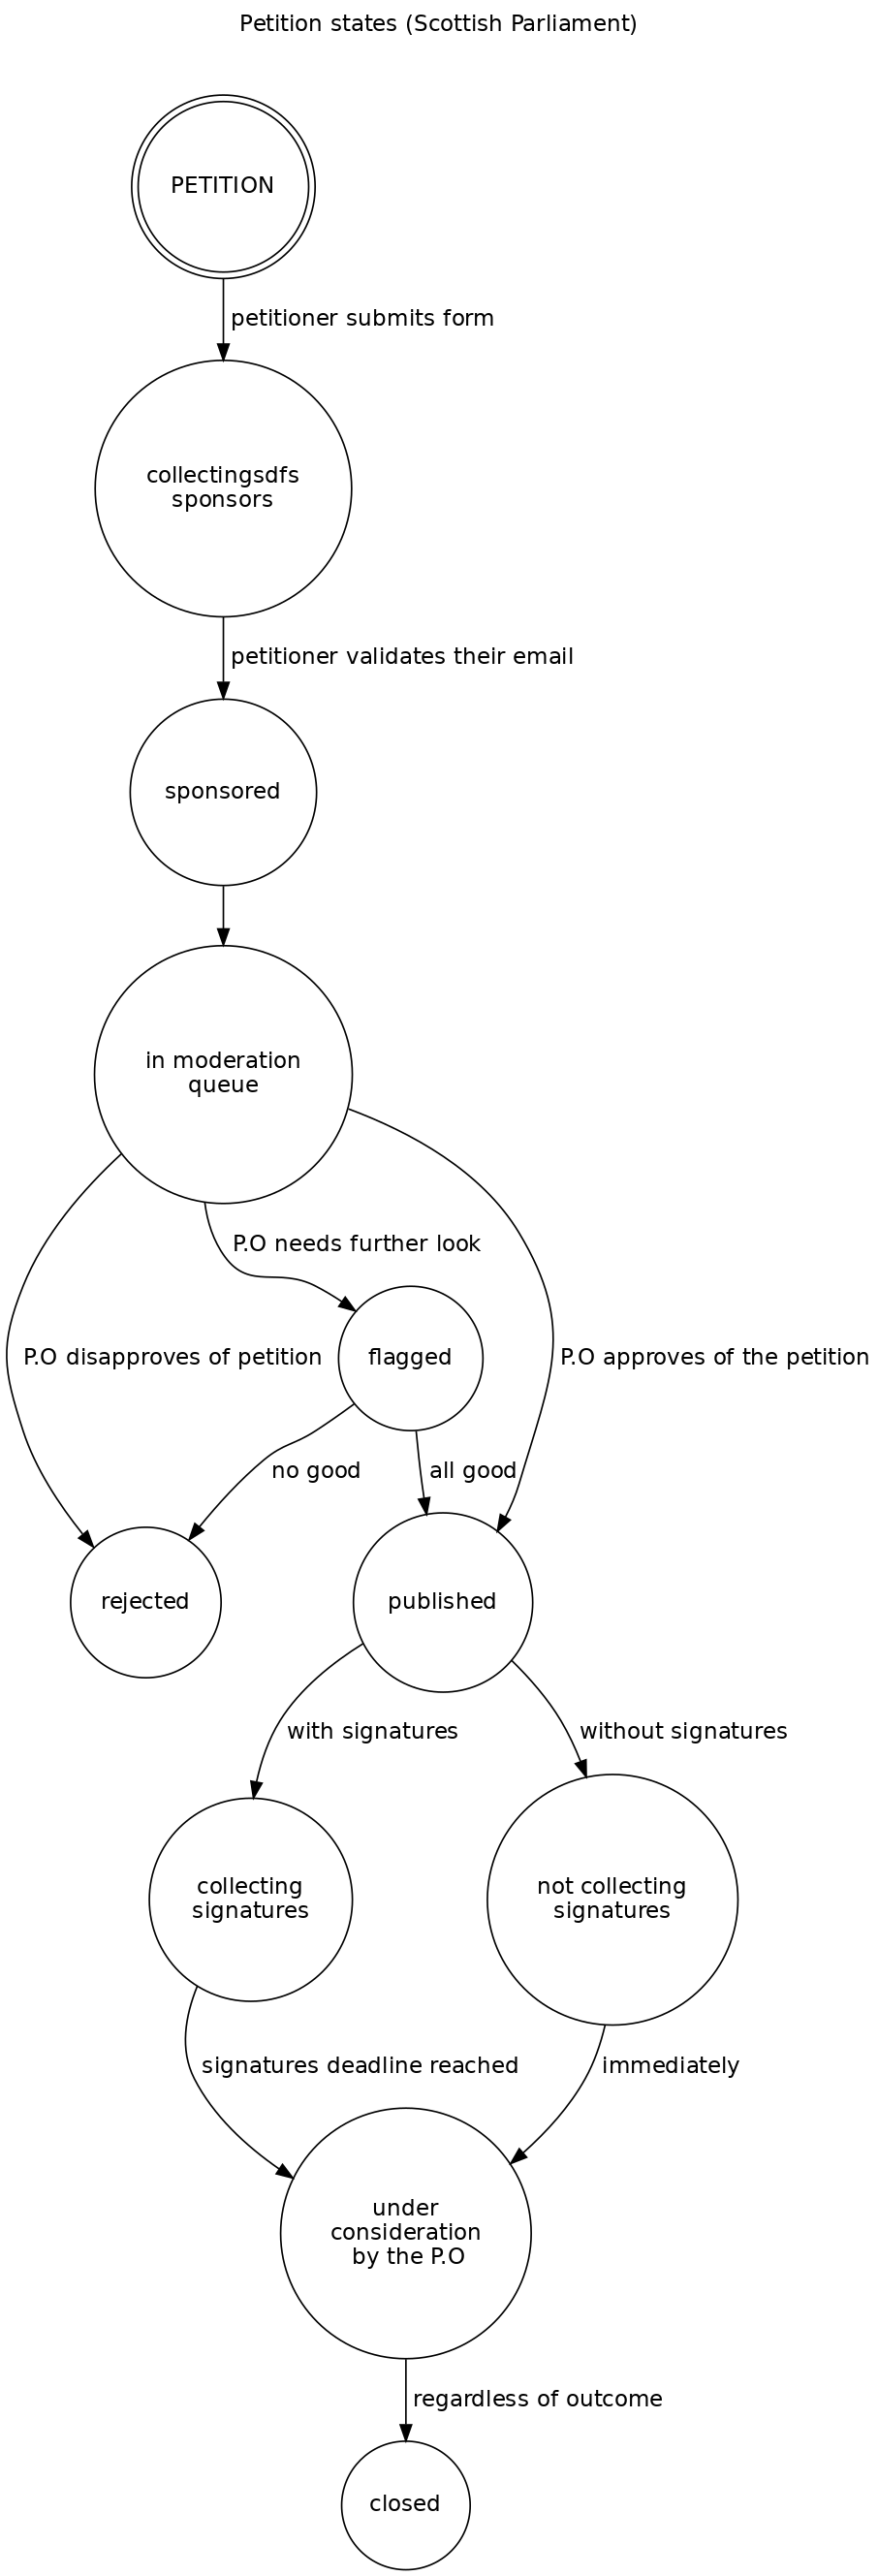 Petition states (Scottish Parliament)
PETITION
petitioner submits form
collectingsdfs
sponsors
petitioner validates their email
sponsored
in moderation
queue
P.O needs further look
P.O disapproves of petition
flagged
P.O approves of the petition
no good
all good
rejected
published
with signatures
without signatures
collecting
signatures
not collecting
signatures
signatures deadline reached
immediately
under
consideration
by the P.O
regardless of outcome
closed